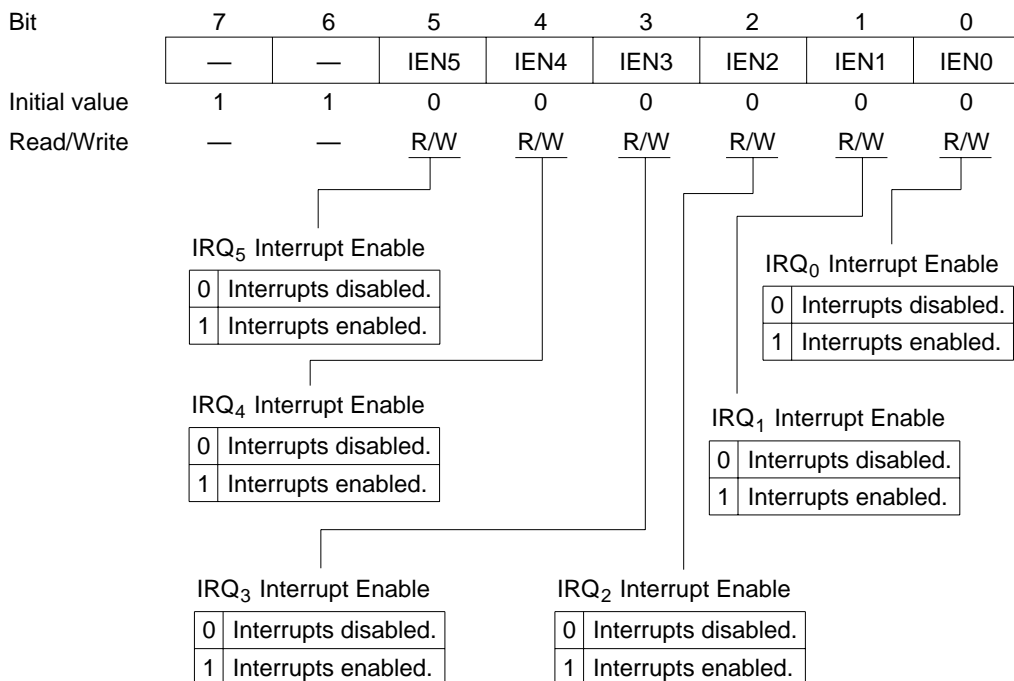 Bit 7 6 5 4 3 2 1 0
— — IEN5 IEN4 IEN3 IEN2 IEN1 IEN0
Initial value 1 1 0 0 0 0 0 0
Read/Write — — R/W R/W R/W R/W R/W R/W
IRQ5 Interrupt Enable
0 Interrupts disabled.
1 Interrupts enabled.
IRQ0 Interrupt Enable
0 Interrupts disabled.
1 Interrupts enabled.
IRQ4 Interrupt Enable
0 Interrupts disabled.
1 Interrupts enabled.
IRQ1 Interrupt Enable
0 Interrupts disabled.
1 Interrupts enabled.
IRQ3 Interrupt Enable
0 Interrupts disabled.
1 Interrupts enabled.
IRQ2 Interrupt Enable
0 Interrupts disabled.
1 Interrupts enabled.